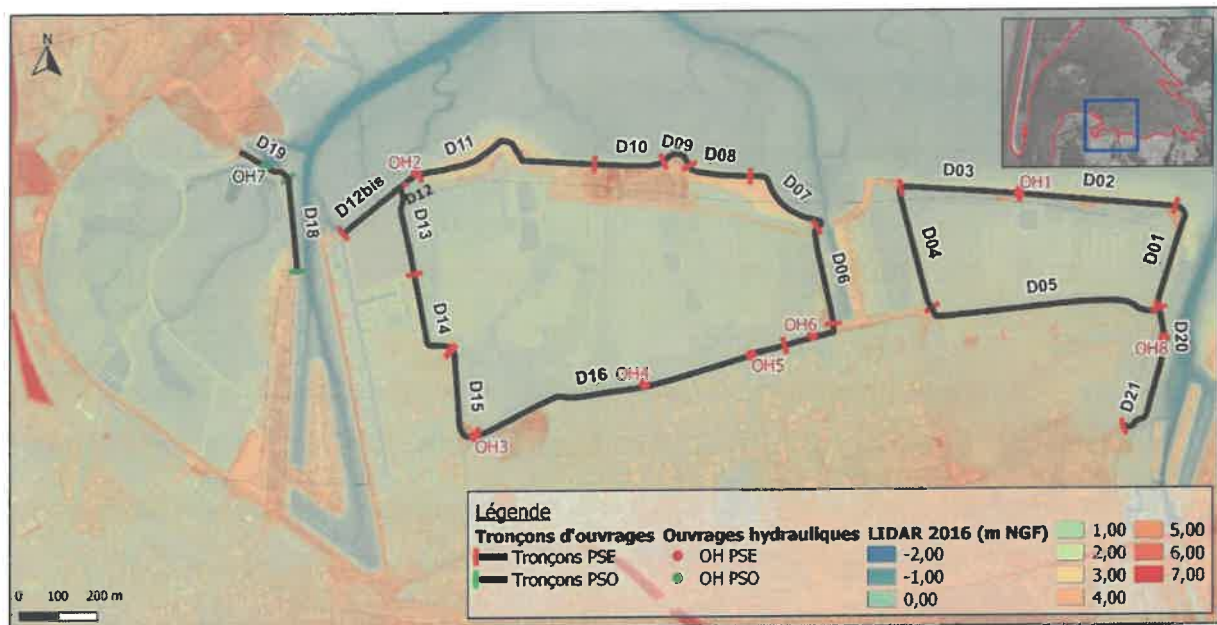 N
D19
OH7
D18
D12bis
OH2
D11
D12
D13
D14
D15
OH3
D10
D09
D08
D07
D06
OH6
OH5
OH4
D16
D03
OH1
D02
D04
D01
D05
D20
OH8
D21
Légende
Tronçons d'ouvrages Ouvrages hydrauliques LIDAR 2016 (m NGF)
Tronçons PSE
Tronçons PSO
OH PSE
OH PSO
-2,00
-1,00
0,00
1,00
2,00
3,00
4,00
5,00
6,00
7,00
0 100 200 m